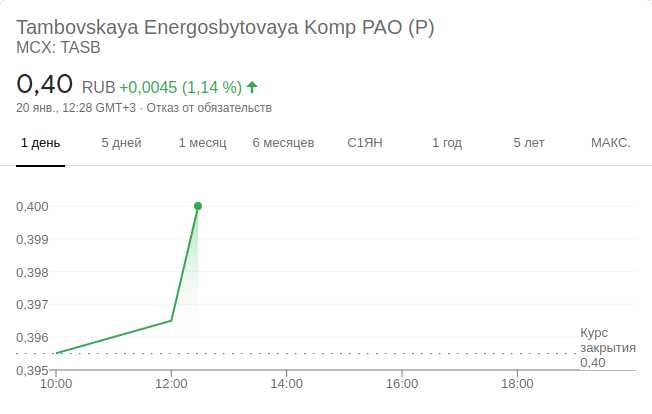 Tambovskaya Energosbytovaya Komp PAO (P)
MCX: TASB
0,40 RUB +0,0045 (1,14 %)
20 янв., 12:28 GMT+3 · Отказ от обязательств
1 день 5 дней 1 месяц 6 месяцев С1ЯН 1 год 5 лет МАКС.
0,400
0,399
0,398
0,397
0,396
0,395
Курс
закрытия
0,40
10:00 12:00 14:00 16:00 18:00